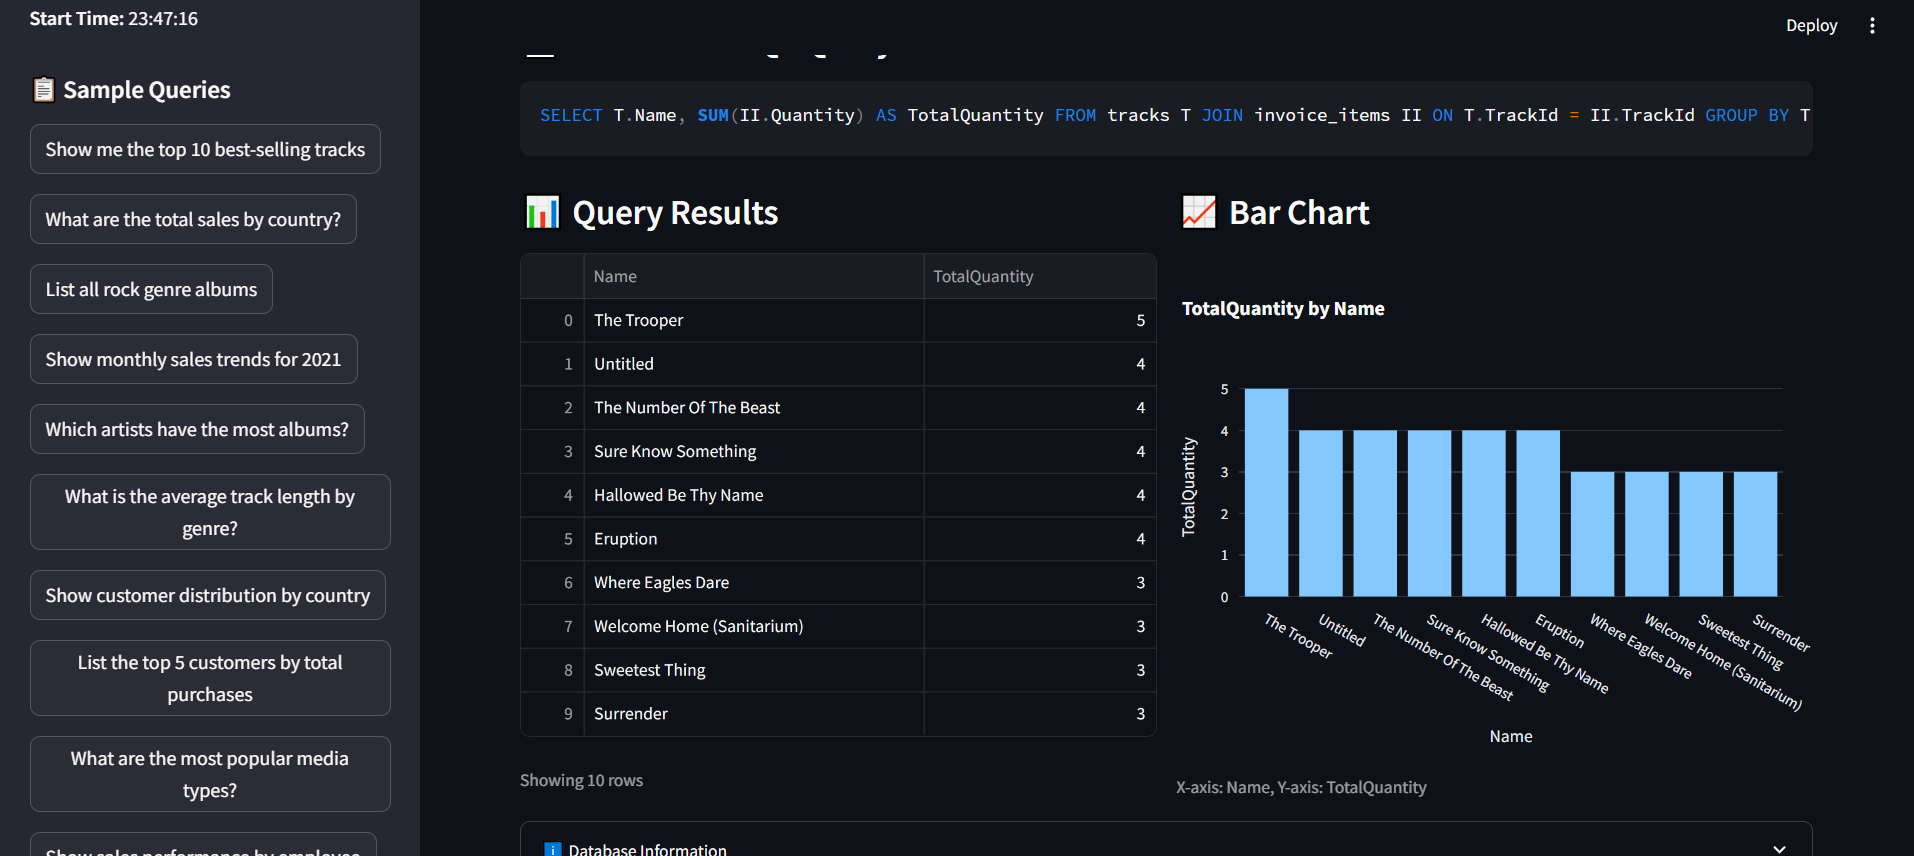 Start Time: 23:47:16
Sample Queries
Show me the top 10 best-selling tracks
What are the total sales by country?
List all rock genre albums
Show monthly sales trends for 2021
Which artists have the most albums?
What is the average track length by
genre?
Show customer distribution by country
List the top 5 customers by total
purchases
What are the most popular media
types?
Show sales performance by employee
Deploy
SELECT T.Name, SUM(II.Quantity) AS TotalQuantity FROM tracks T JOIN invoice_items II ON T.TrackId = II.TrackId GROUP BY T
Query Results
Name TotalQuantity
0 The Trooper 5
1 Untitled 4
2 The Number Of The Beast 4
3 Sure Know Something 4
4 Hallowed Be Thy Name 4
5 Eruption 4
6 Where Eagles Dare 3
7 Welcome Home (Sanitarium) 3
8 Sweetest Thing 3
9 Surrender 3
Showing 10 rows
Bar Chart
TotalQuantity by Name
TotalQuantity
5
4
3
2
1
0
The Trooper
Untitled
The Number Of The Beast
Sure Know Something
Hallowed Be Thy Name
Eruption
Where Eagles Dare
Welcome Home (Sanitarium)
Sweetest Thing
Surrender
Name
X-axis: Name, Y-axis: TotalQuantity
Database Information